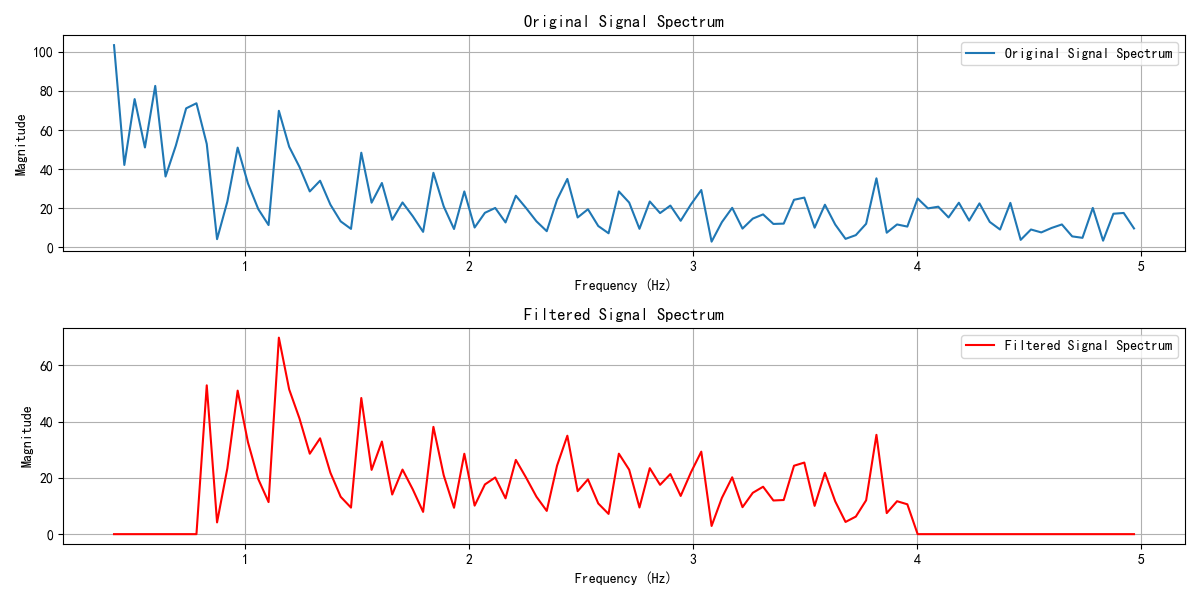 Original Signal Spectrum
Original Signal Spectrum
Magnitude
100
80
60
40
20
0
1
2
3
4
5
Frequency (Hz)
Filtered Signal Spectrum
Filtered Signal Spectrum
Magnitude
60
40
20
0
1
2
3
4
5
Frequency (Hz)